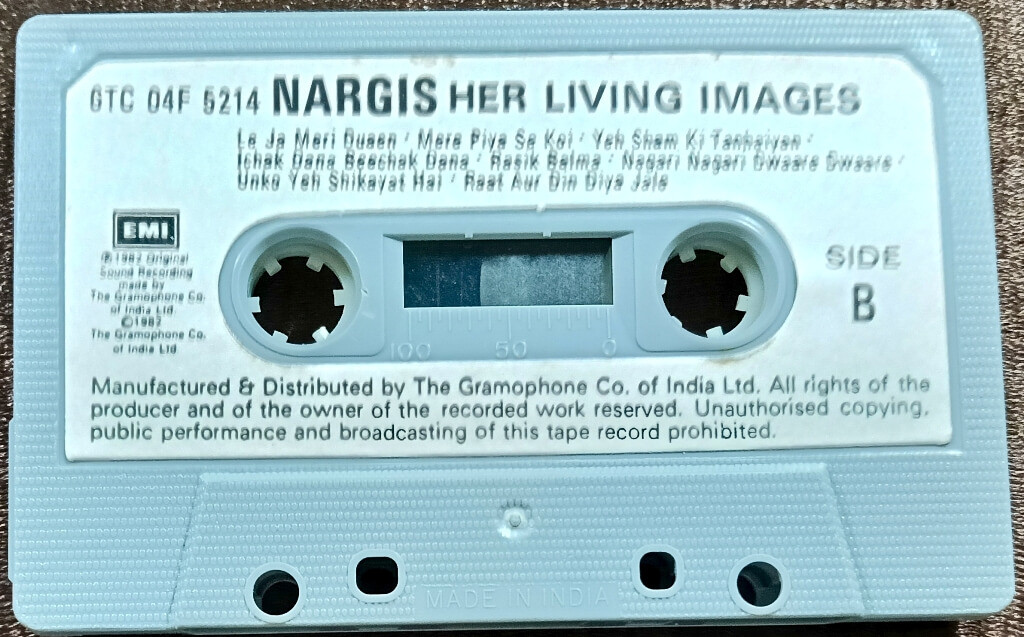 GTC 04F 5214 NARGIS HER LIVING IMAGES
Le Ja Meri Duaen · Mere Piya Se Koi · Yeh Sham Ki Tanhaiyan ·
Ichak Dana Beechak Dana · Rasik Balma · Nagari Nagari Dwaare Dwaare ·
Unko Yeh Shikayat Hai · Raat Aur Din Diya Jale
EMI
℗ 1982 Original
Sound Recording
made by
The Gramophone Co.
of India Ltd.
©1982
The Gramophone Co.
of India Ltd
SIDE
B
100 50 0
Manufactured & Distributed by The Gramophone Co. of India Ltd. All rights of the
producer and of the owner of the recorded work reserved. Unauthorised copying,
public performance and broadcasting of this tape record prohibited.
MADE IN INDIA